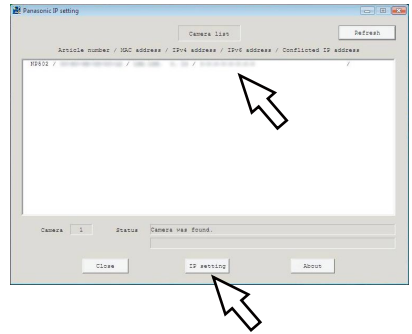 Panasonic IP setting
Camera list
Refresh
Article number / MAC address / IPv4 address / IPv6 address / Conflicted IP address
NP802 / / / /
Camera 1 Status Camera was found.
Close IP setting About